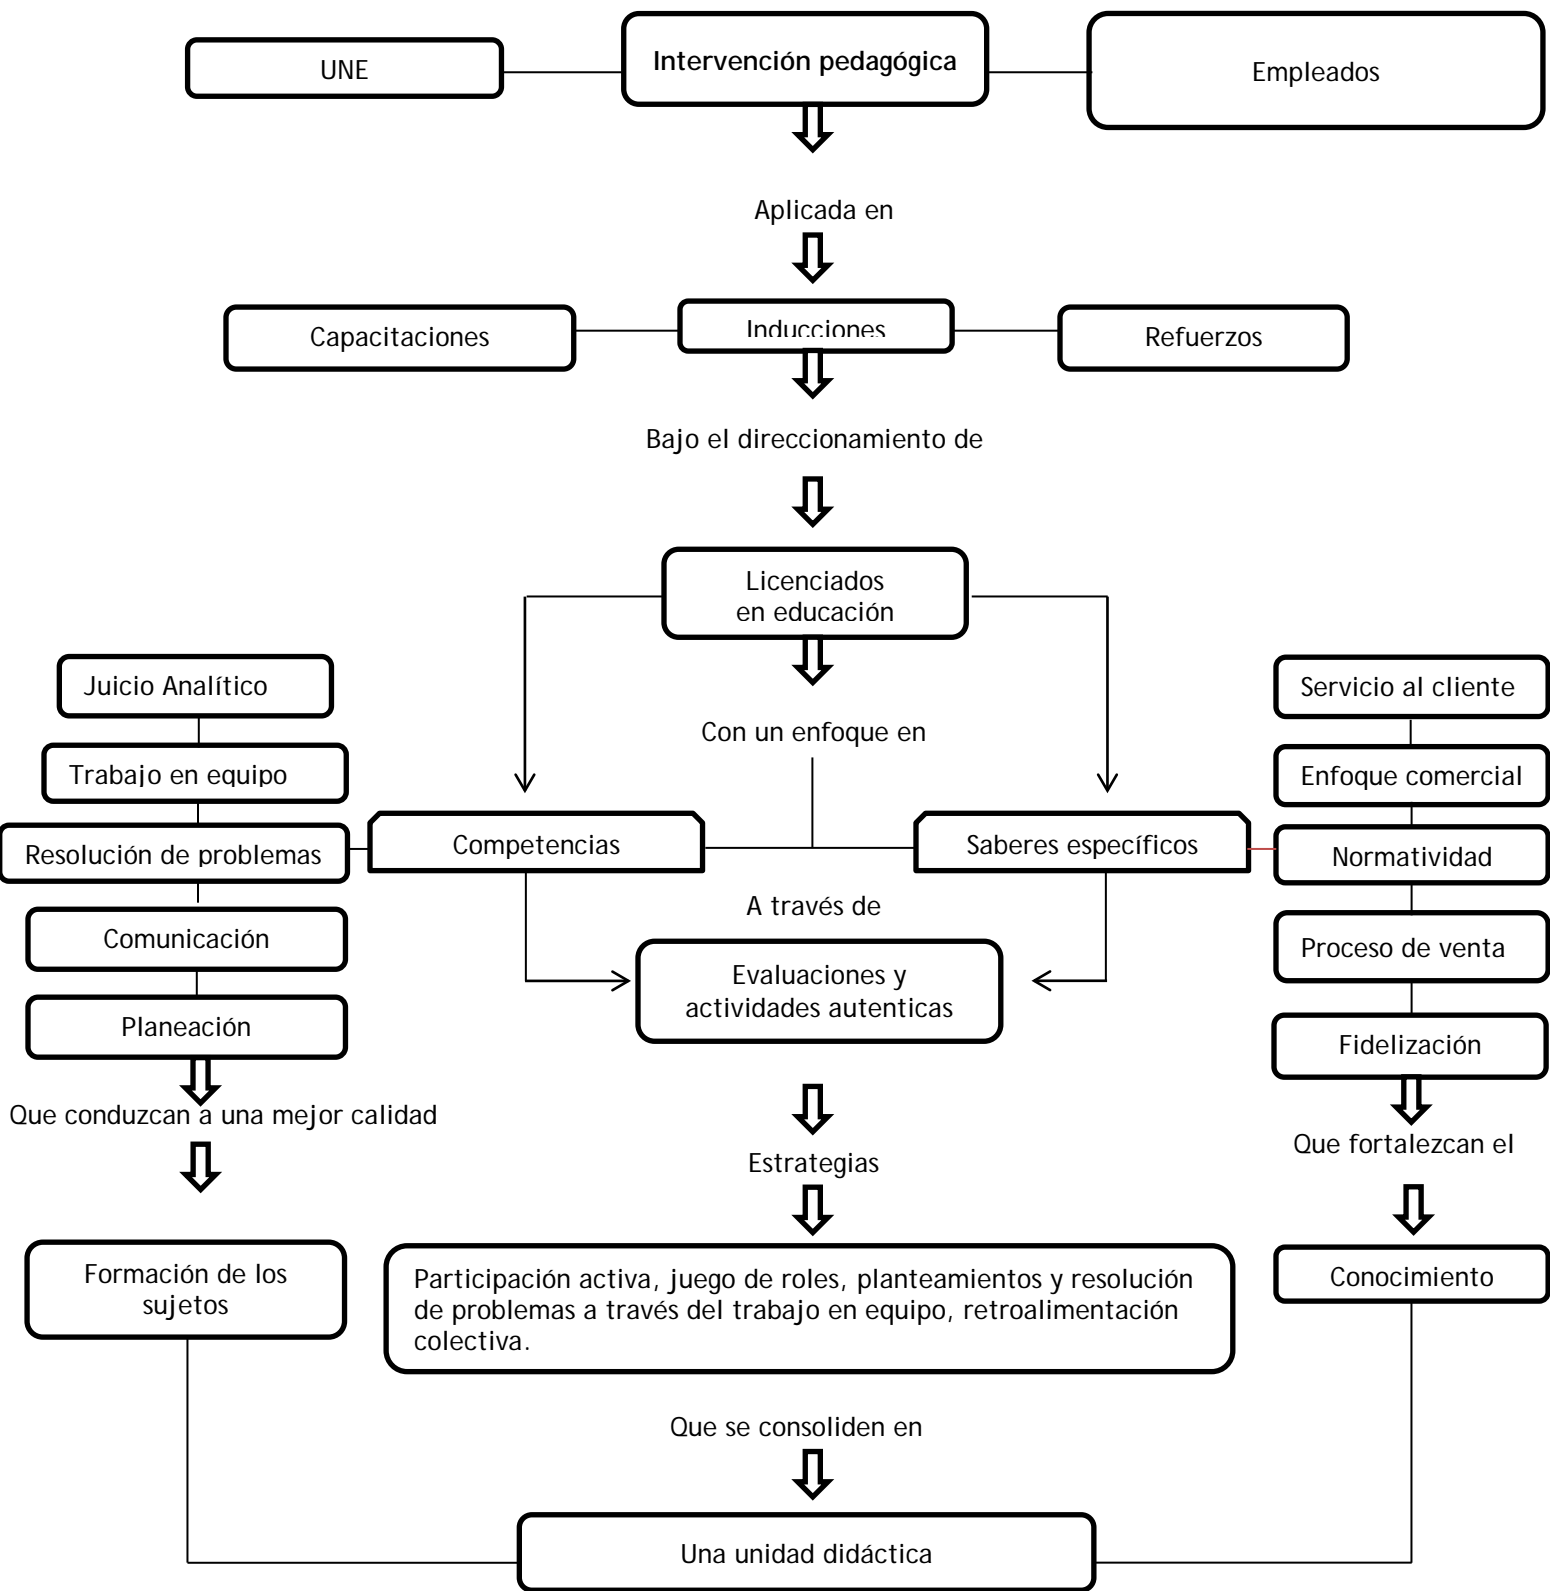 UNE
Intervención pedagógica
Empleados
Aplicada en
Capacitaciones
Inducciones
Refuerzos
Bajo el direccionamiento de
Licenciados
en educación
Juicio Analítico
Servicio al cliente
Con un enfoque en
Trabajo en equipo
Enfoque comercial
Resolución de problemas
Competencias
Saberes específicos
Normatividad
A través de
Comunicación
Proceso de venta
Evaluaciones y
actividades autenticas
Planeación
Fidelización
Que conduzcan a una mejor calidad
Que fortalezcan el
Estrategias
Formación de los
sujetos
Participación activa, juego de roles, planteamientos y resolución
de problemas a través del trabajo en equipo, retroalimentación
colectiva.
Conocimiento
Que se consoliden en
Una unidad didáctica